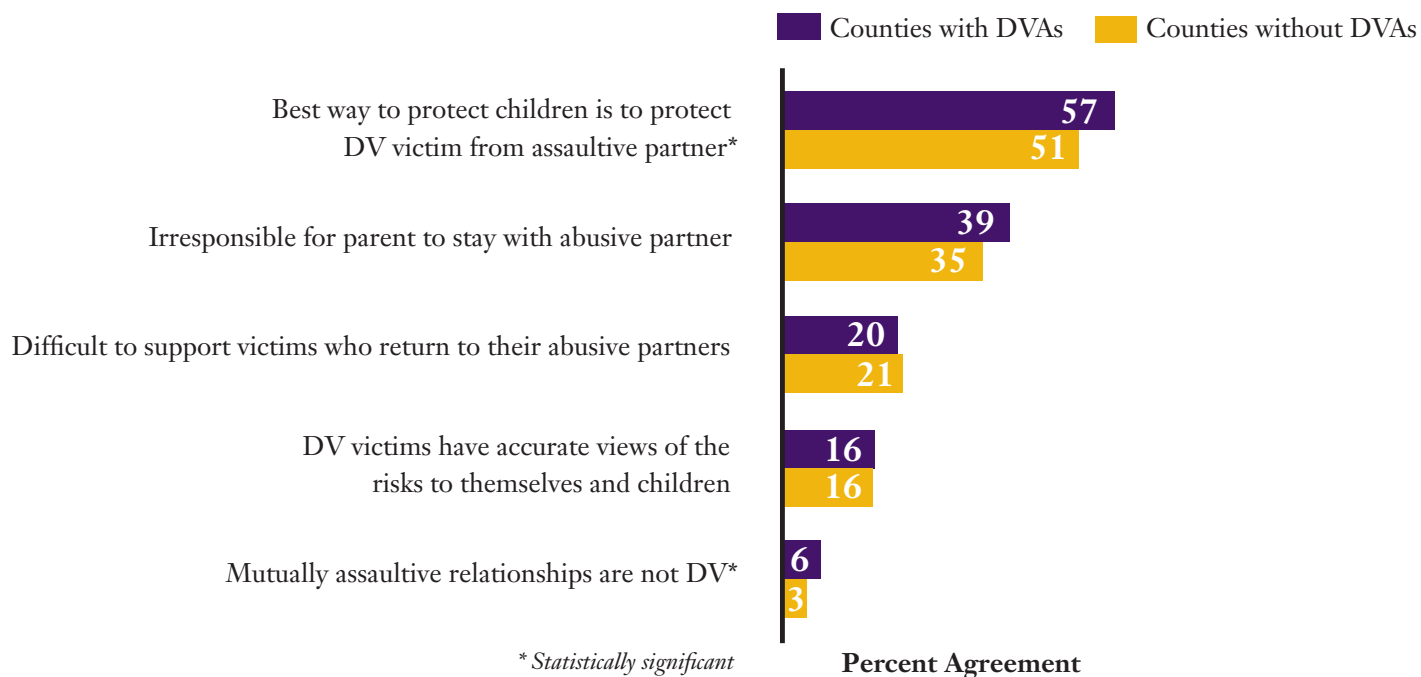 Counties with DVAs Counties without DVAs
Best way to protect children is to protect
DV victim from assaultive partner*
57
51
Irresponsible for parent to stay with abusive partner
39
35
Difficult to support victims who return to their abusive partners
20
21
DV victims have accurate views of the
risks to themselves and children
16
16
Mutually assaultive relationships are not DV*
6
3
* Statistically significant
Percent Agreement